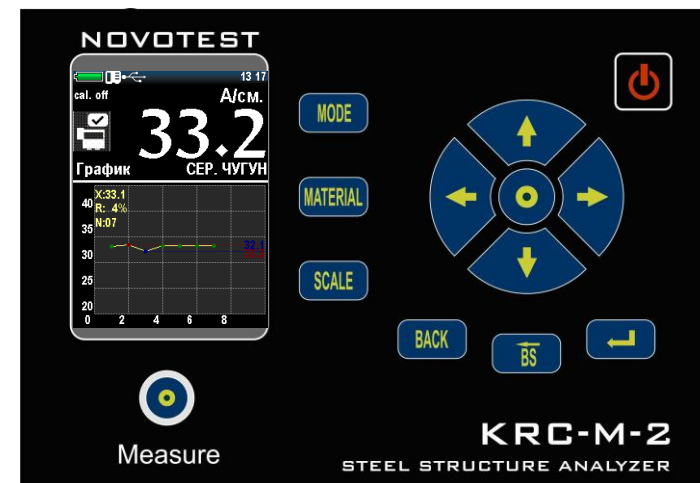 NOVOTEST
13 17
cal. off
А/см.
33.2
График
СЕР. ЧУГУН
X:33.1
R: 4%
N:07
40
35
30
25
20
32.1
0 2 4 6 8
MODE
MATERIAL
SCALE
BACK
BS
Measure
KRC-M-2
STEEL STRUCTURE ANALYZER